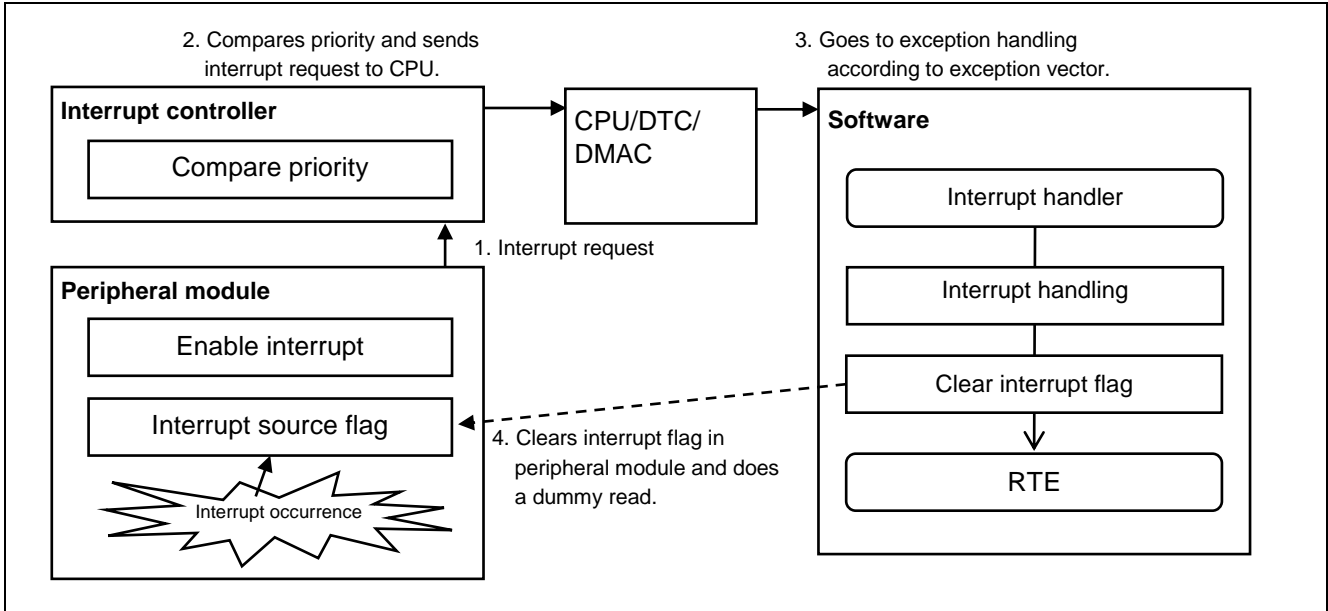 2. Compares priority and sends
interrupt request to CPU.
3. Goes to exception handling
according to exception vector.
Interrupt controller
Compare priority
CPU/DTC/
DMAC
Software
Interrupt handler
1. Interrupt request
Peripheral module
Enable interrupt
Interrupt handling
Interrupt source flag
Clear interrupt flag
4. Clears interrupt flag in
peripheral module and does
a dummy read.
Interrupt occurrence
RTE